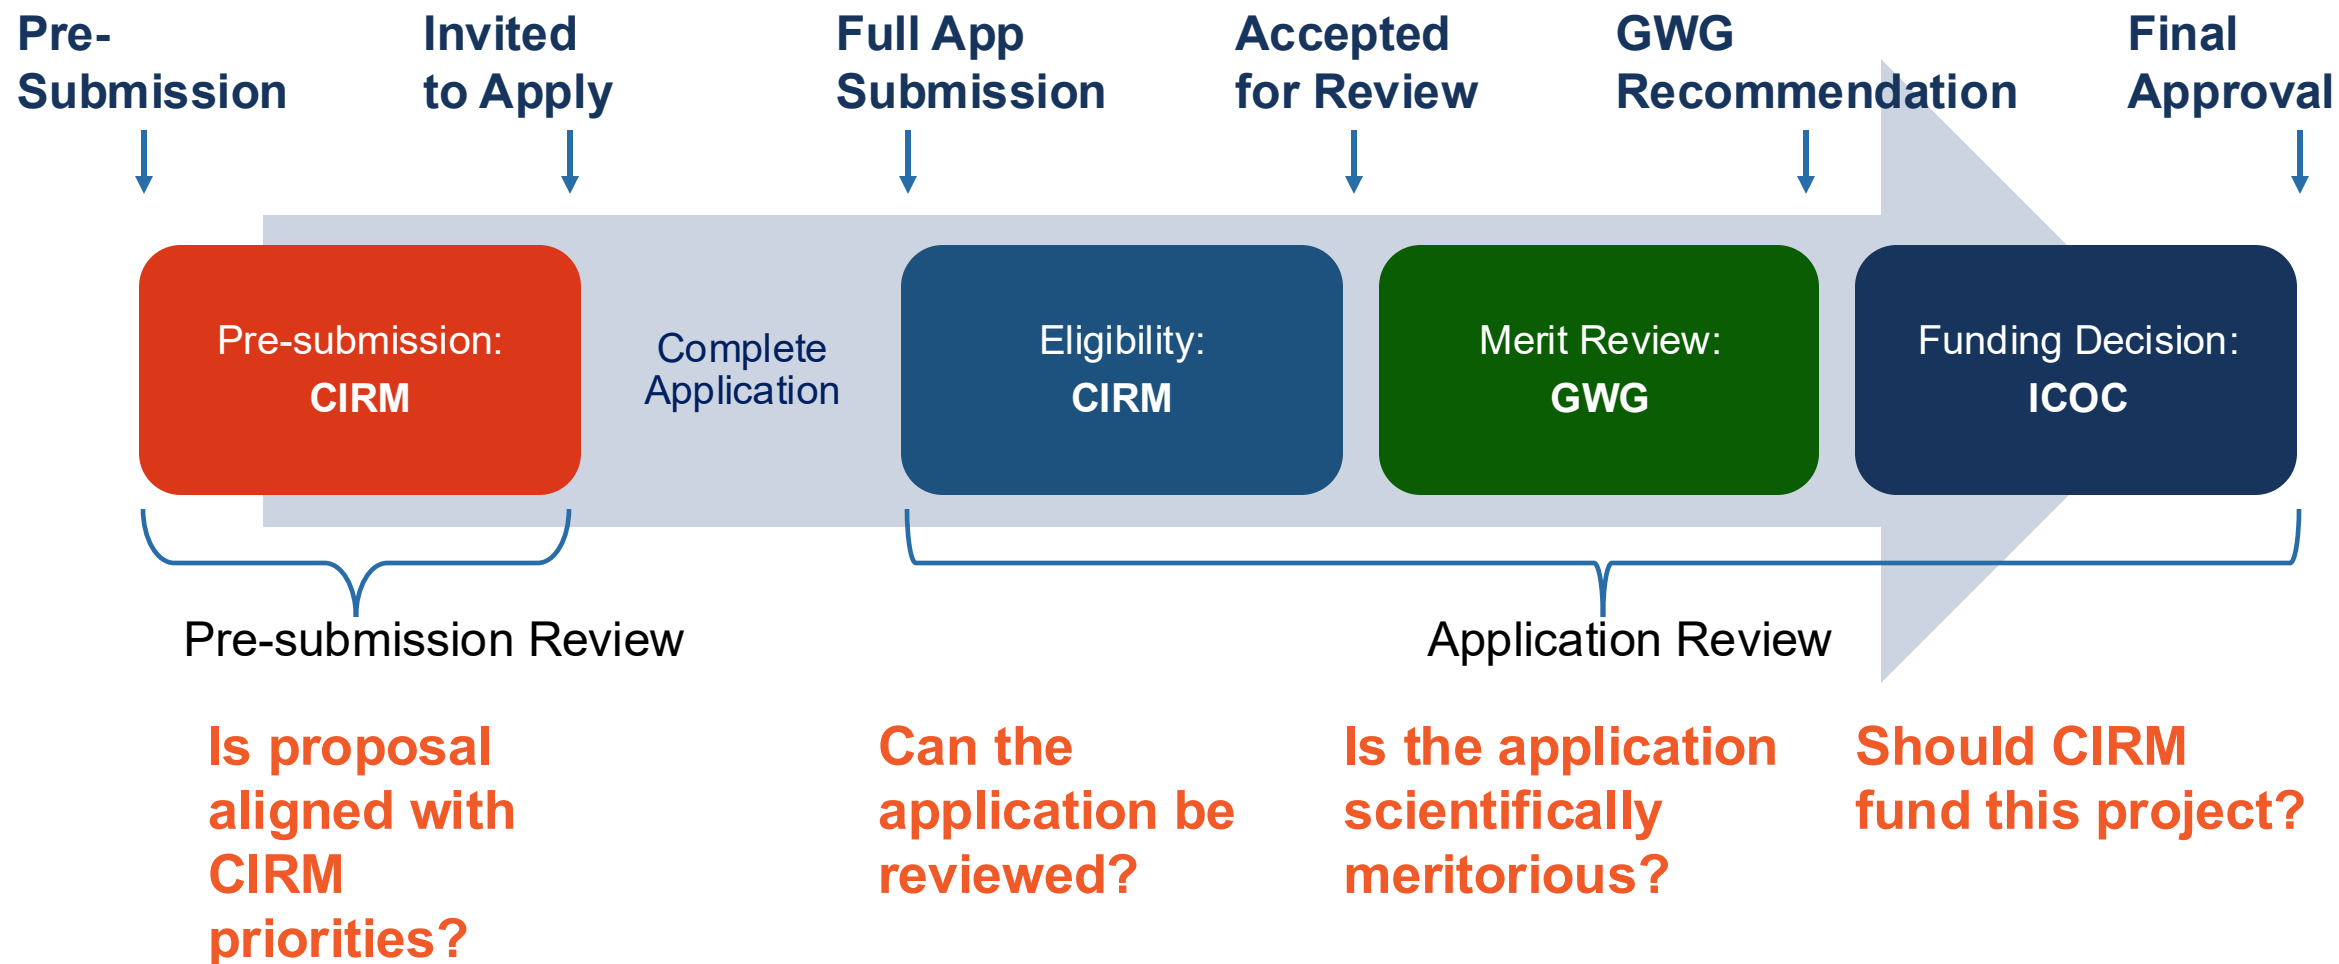 Pre-
Submission
Invited
to Apply
Full App
Submission
Accepted
for Review
GWG
Recommendation
Final
Approval
Pre-submission:
CIRM
Complete
Application
Eligibility:
CIRM
Merit Review:
GWG
Funding Decision:
ICOC
Pre-submission Review
Application Review
Is proposal
aligned with
CIRM
priorities?
Can the
application be
reviewed?
Is the application
scientifically
meritorious?
Should CIRM
fund this project?